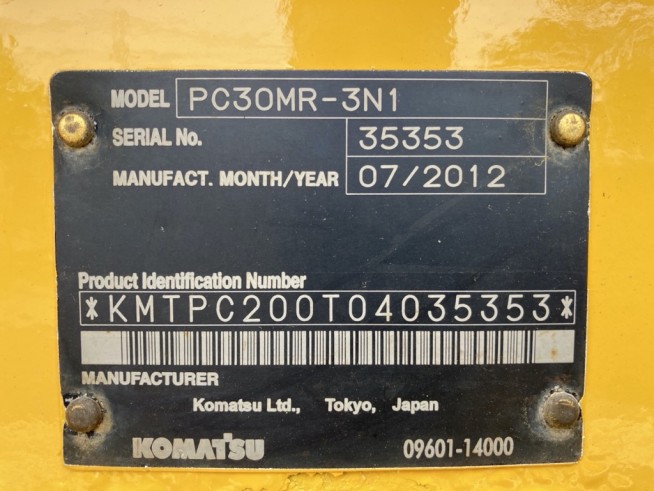 MODEL PC30MR-3N1
SERIAL No. 35353
MANUFACT. MONTH/YEAR 07/2012
Product Identification Number
*KMTPC200T04035353*
MANUFACTURER
Komatsu Ltd., Tokyo, Japan
KOMATSU 09601-14000